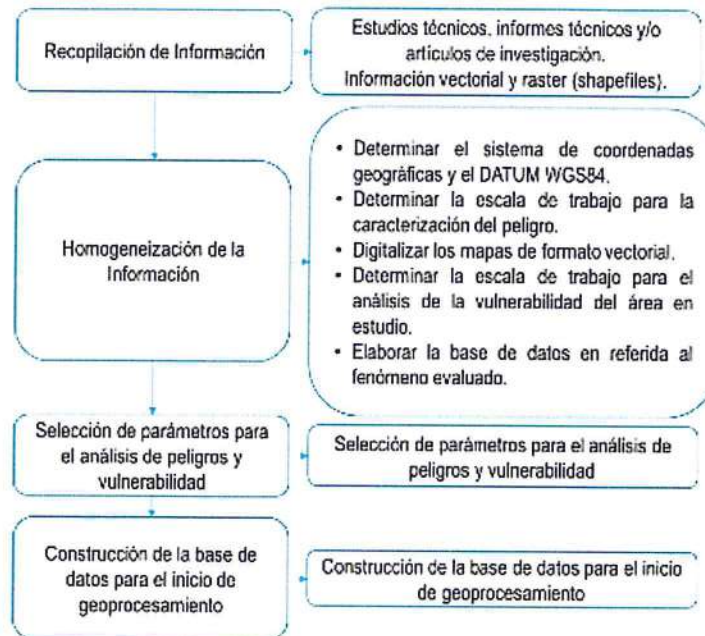 Recopilación de Información
Estudios técnicos, informes técnicos y/o
artículos de investigación.
Información vectorial y raster (shapefiles).
Homogeneización de la
Información
• Determinar el sistema de coordenadas
geográficas y el DATUM WGS84.
• Determinar la escala de trabajo para la
caracterización del peligro.
• Digitalizar los mapas de formato vectorial.
• Determinar la escala de trabajo para el
análisis de la vulnerabilidad del área en
estudio.
• Elaborar la base de datos en referida al
fenómeno evaluado.
Selección de parámetros para
el análisis de peligros y
vulnerabilidad
Selección de parámetros para el análisis de
peligros y vulnerabilidad
Construcción de la base de
datos para el inicio de
geoprocesamiento
Construcción de la base de datos para el inicio
de geoprocesamiento